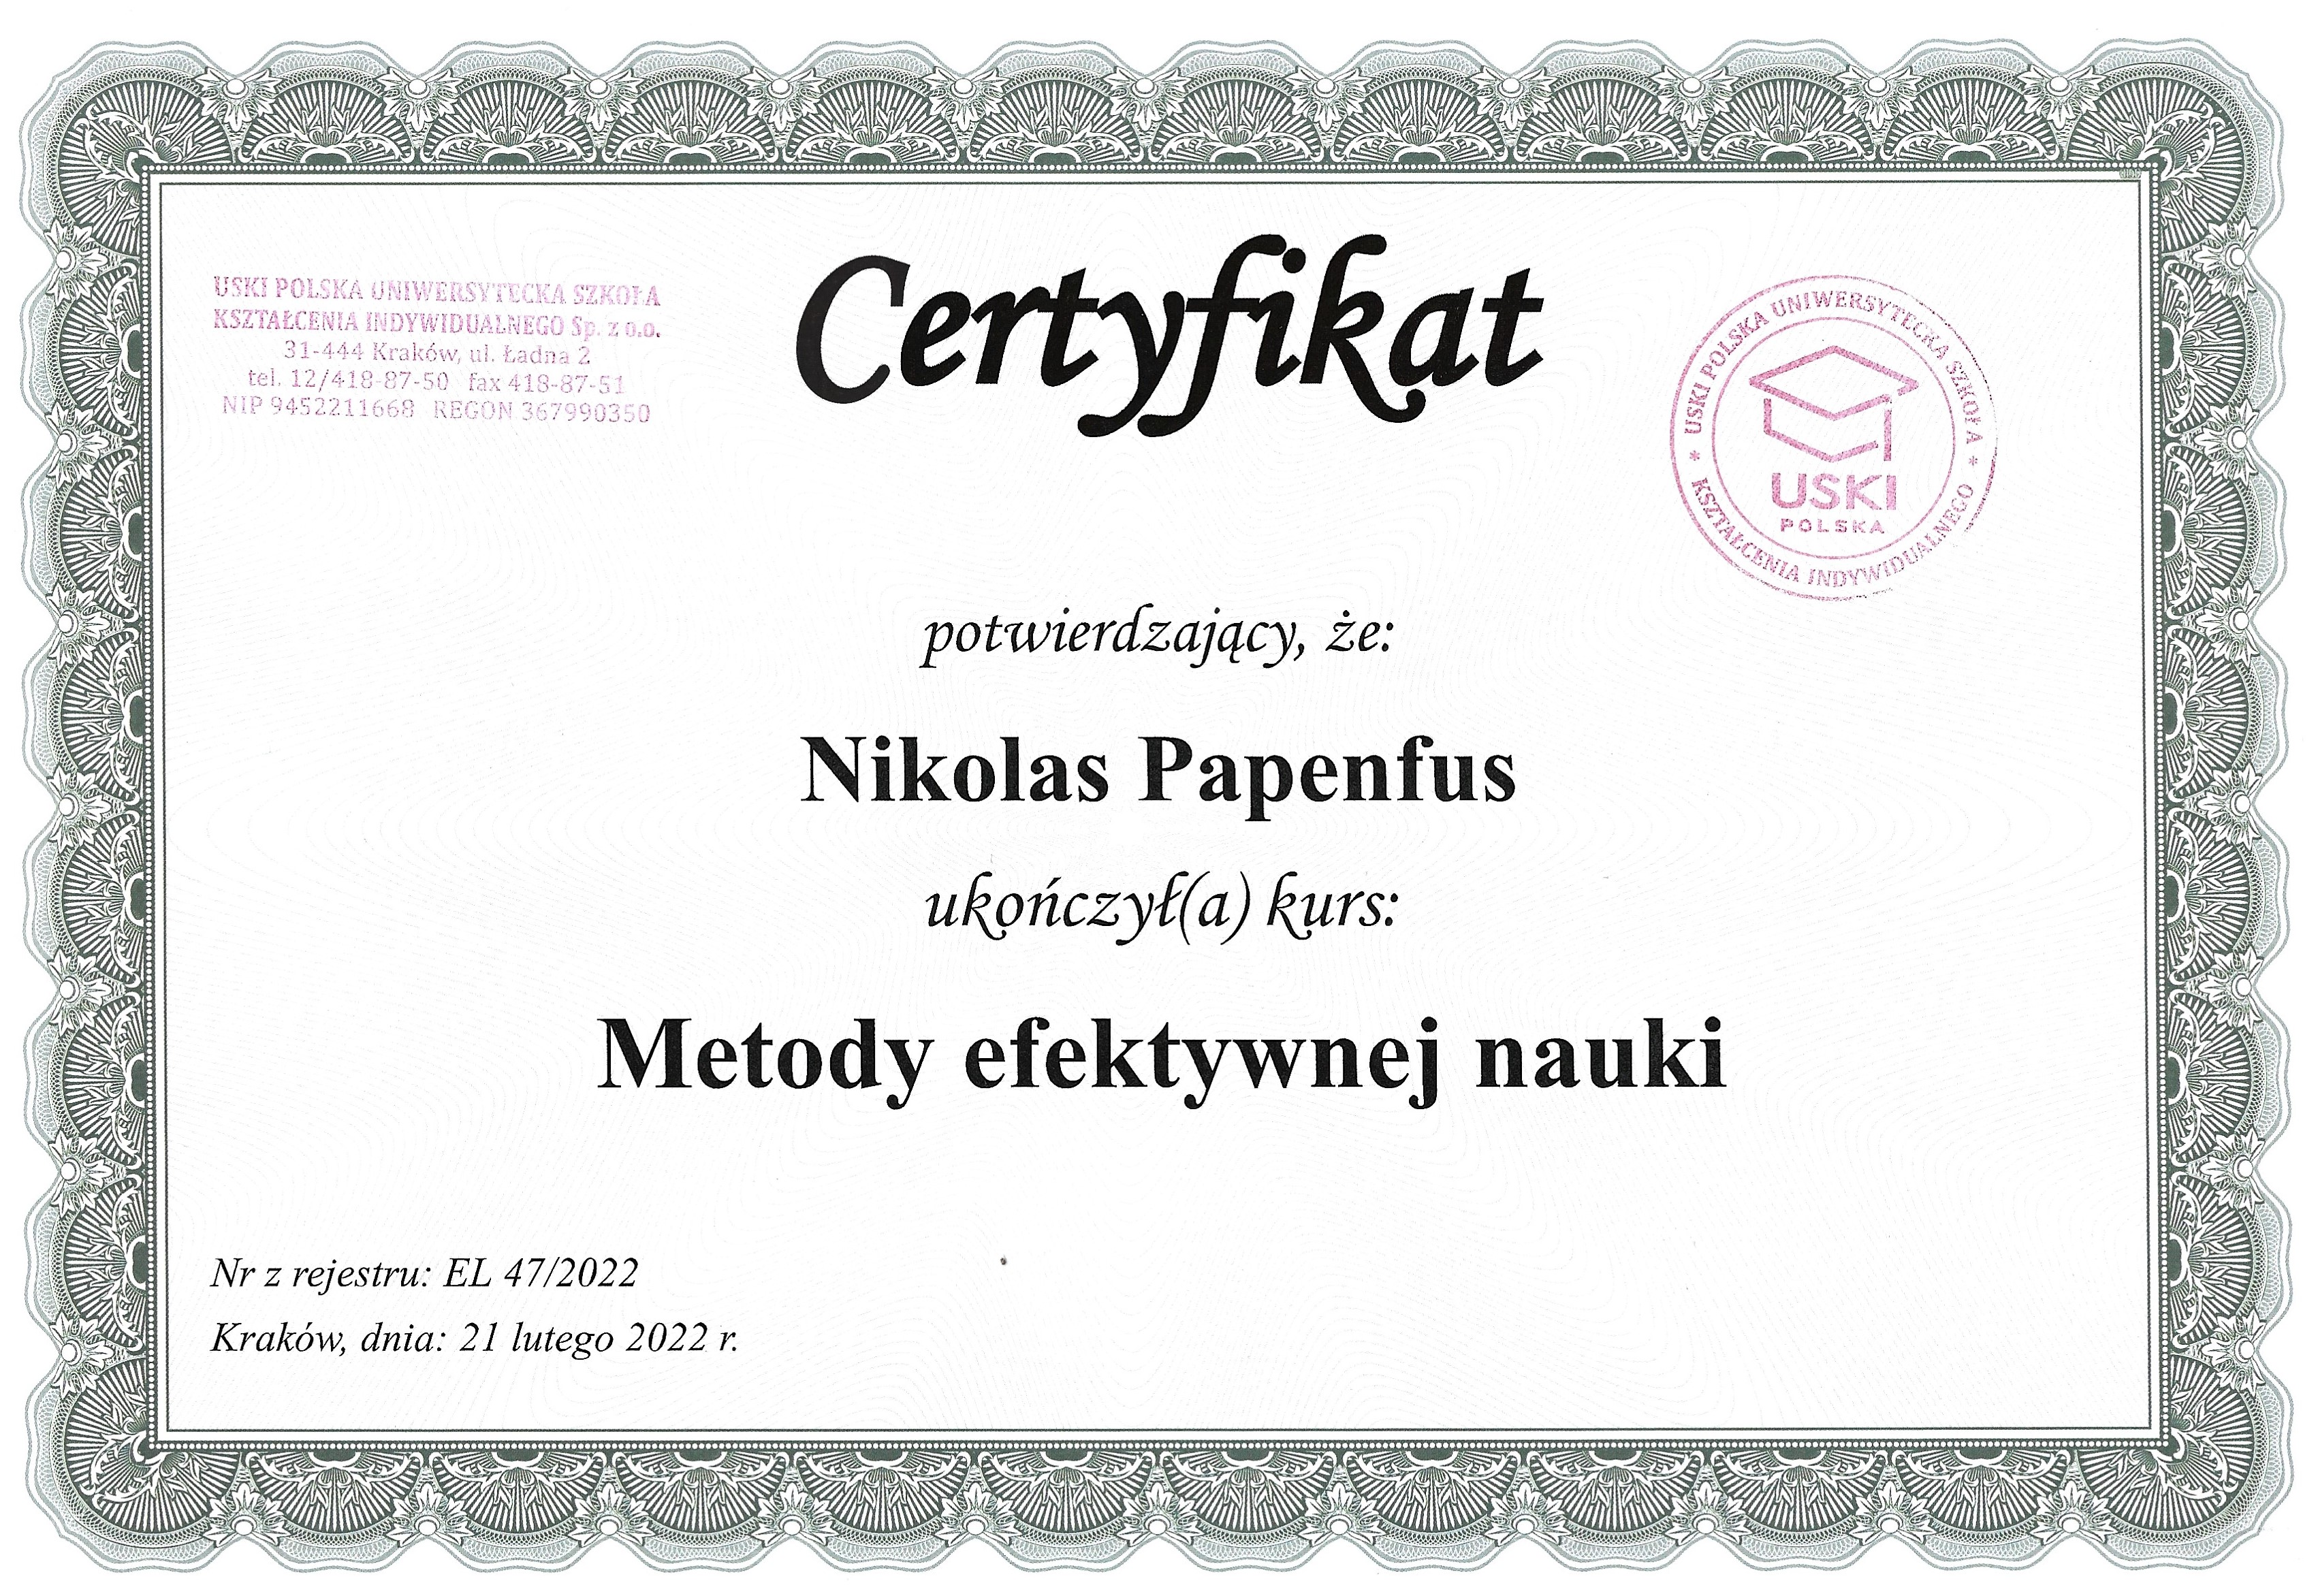 USKI POLSKA UNIWERSYTECKA SZKOŁA
KSZTAŁCENIA INDYWIDUALNEGO Sp. z o.o.
31-444 Kraków, ul. Ładna 2
tel. 12/418-87-50 fax 418-87-51
NIP 9452211668 REGON 367990350
Certyfikat
* USKI POLSKA UNIWERSYTECKA SZKOŁA *
KSZTAŁCENIA INDYWIDUALNEGO
USKI
POLSKA
potwierdzający, że:
Nikolas Papenfus
ukończył(a) kurs:
Metody efektywnej nauki
Nr z rejestru: EL 47/2022
Kraków, dnia: 21 lutego 2022 r.